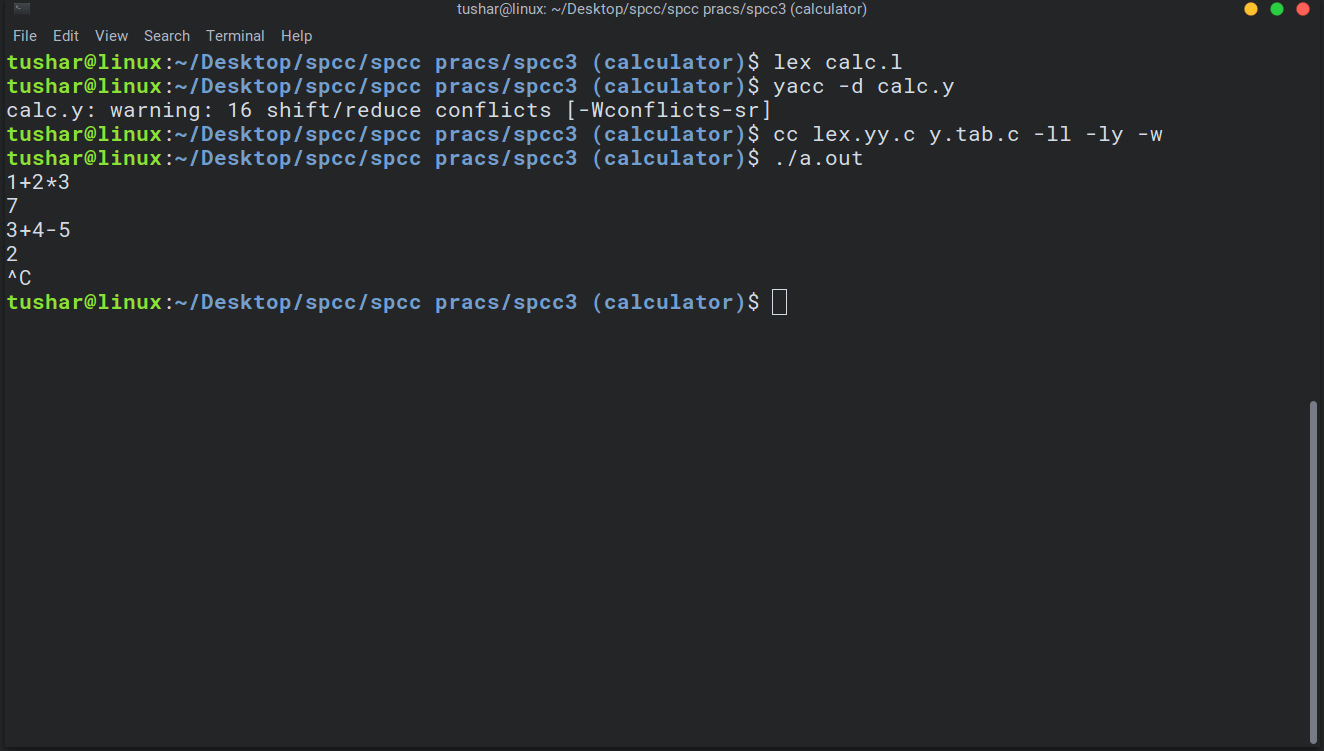 tushar@linux: ~/Desktop/spcc/spcc pracs/spcc3 (calculator)
File Edit View Search Terminal Help
tushar@linux:~/Desktop/spcc/spcc pracs/spcc3 (calculator)$ lex calc.l
tushar@linux:~/Desktop/spcc/spcc pracs/spcc3 (calculator)$ yacc -d calc.y
calc.y: warning: 16 shift/reduce conflicts [-Wconflicts-sr]
tushar@linux:~/Desktop/spcc/spcc pracs/spcc3 (calculator)$ cc lex.yy.c y.tab.c -ll -ly -w
tushar@linux:~/Desktop/spcc/spcc pracs/spcc3 (calculator)$ ./a.out
1+2*3
7
3+4-5
2
^C
tushar@linux:~/Desktop/spcc/spcc pracs/spcc3 (calculator)$